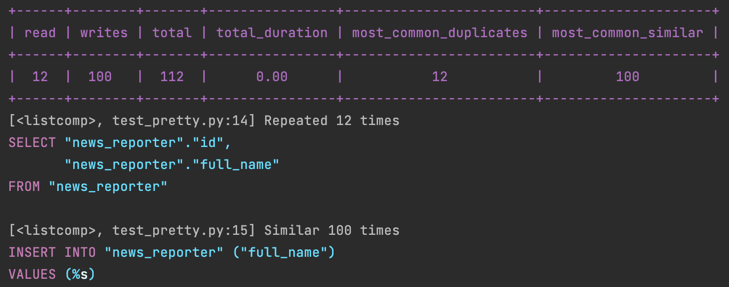 +------+--------+-------+----------------+------------------------+---------------------+
| read | writes | total | total_duration | most_common_duplicates | most_common_similar |
+------+--------+-------+----------------+------------------------+---------------------+
|  12  |  100   |  112  |      0.00      |           12           |         100         |
+------+--------+-------+----------------+------------------------+---------------------+
[<listcomp>, test_pretty.py:14] Repeated 12 times
SELECT "news_reporter"."id",
       "news_reporter"."full_name"
FROM "news_reporter"

[<listcomp>, test_pretty.py:15] Similar 100 times
INSERT INTO "news_reporter" ("full_name")
VALUES (%s)